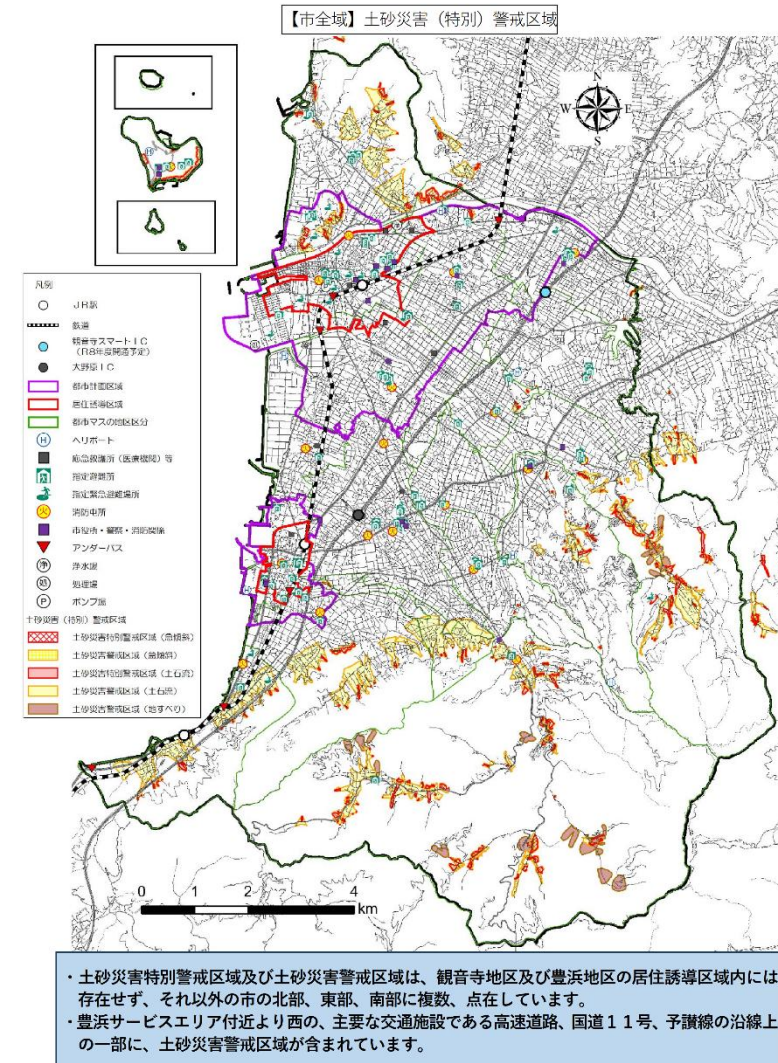 【市全域】土砂災害（特別）警戒区域
N
W
E
S
凡例
JR駅
鉄道
観音寺スマートIC
（R8年度開通予定）
大野原IC
都市計画区域
居住誘導区域
都市マスの地区区分
H
ヘリポート
応急救護所（医療機関）等
指定避難所
指定緊急避難場所
火
消防屯所
市役所・警察・消防関係
アンダーパス
浄
浄水場
処
処理場
P
ポンプ場
土砂災害（特別）警戒区域
土砂災害特別警戒区域（急傾斜）
土砂災害警戒区域（急傾斜）
土砂災害特別警戒区域（土石流）
土砂災害警戒区域（土石流）
土砂災害警戒区域（地すべり）
0 1 2 4
km
・土砂災害特別警戒区域及び土砂災害警戒区域は、観音寺地区及び豊浜地区の居住誘導区域内には
存在せず、それ以外の市の北部、東部、南部に複数、点在しています。
・豊浜サービスエリア付近より西の、主要な交通施設である高速道路、国道１１号、予讃線の沿線上
の一部に、土砂災害警戒区域が含まれています。